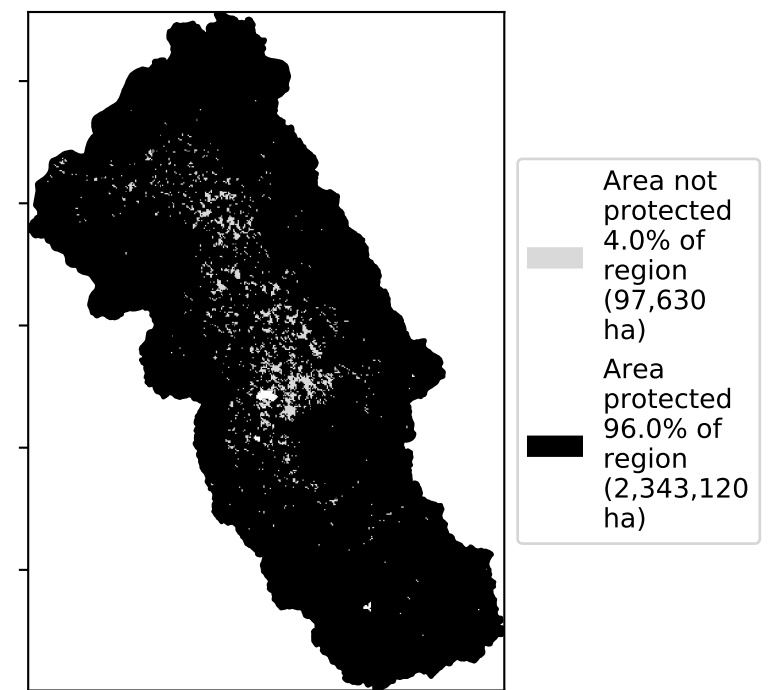 Area not
protected
4.0% of
region
(97,630
ha)
Area
protected
96.0% of
region
(2,343,120
ha)